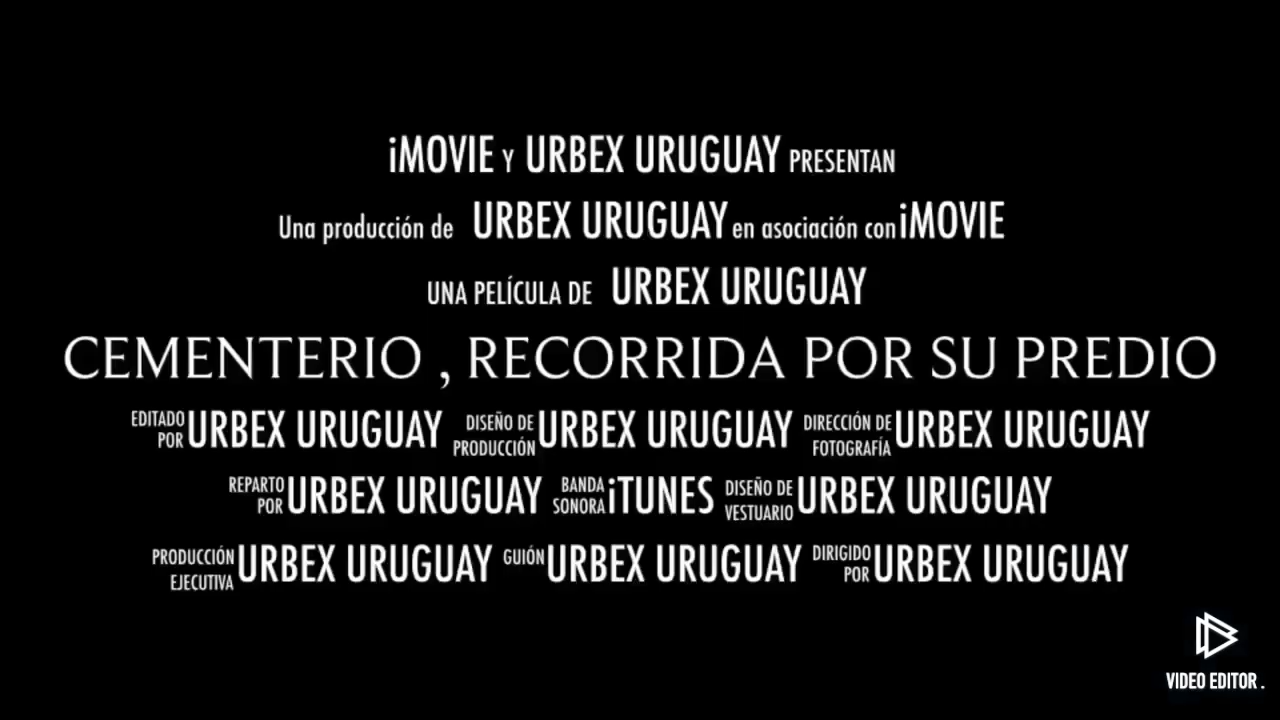 iMOVIE Y URBEX URUGUAY PRESENTAN
Una producción de URBEX URUGUAY en asociación con iMOVIE
UNA PELÍCULA DE URBEX URUGUAY
CEMENTERIO , RECORRIDA POR SU PREDIO
EDITADO POR URBEX URUGUAY DISEÑO DE PRODUCCIÓN URBEX URUGUAY DIRECCIÓN DE FOTOGRAFÍA URBEX URUGUAY
REPARTO POR URBEX URUGUAY BANDA SONORA iTUNES DISEÑO DE VESTUARIO URBEX URUGUAY
PRODUCCIÓN EJECUTIVA URBEX URUGUAY GUIÓN URBEX URUGUAY DIRIGIDO POR URBEX URUGUAY
VIDEO EDITOR .